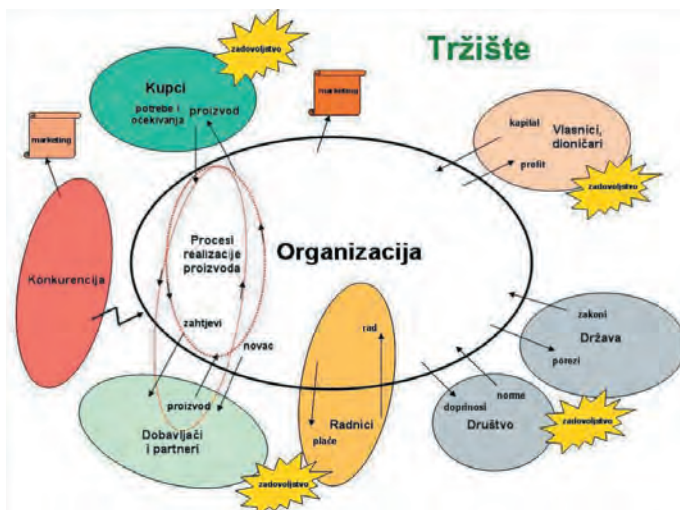 Tržište
zadovoljstvo
Kupci
potrebe i
očekivanja
proizvod
marketing
marketing
kapital
Vlasnici,
dioničari
profit
zadovoljstvo
Procesi
realizacije
proizvoda
Organizacija
Konkurencija
zahtjevi
novac
rad
zakoni
Država
porezi
proizvod
Dobavljači
i partneri
Radnici
plaće
norme
doprinosi
Društvo
zadovoljstvo
zadovoljstvo